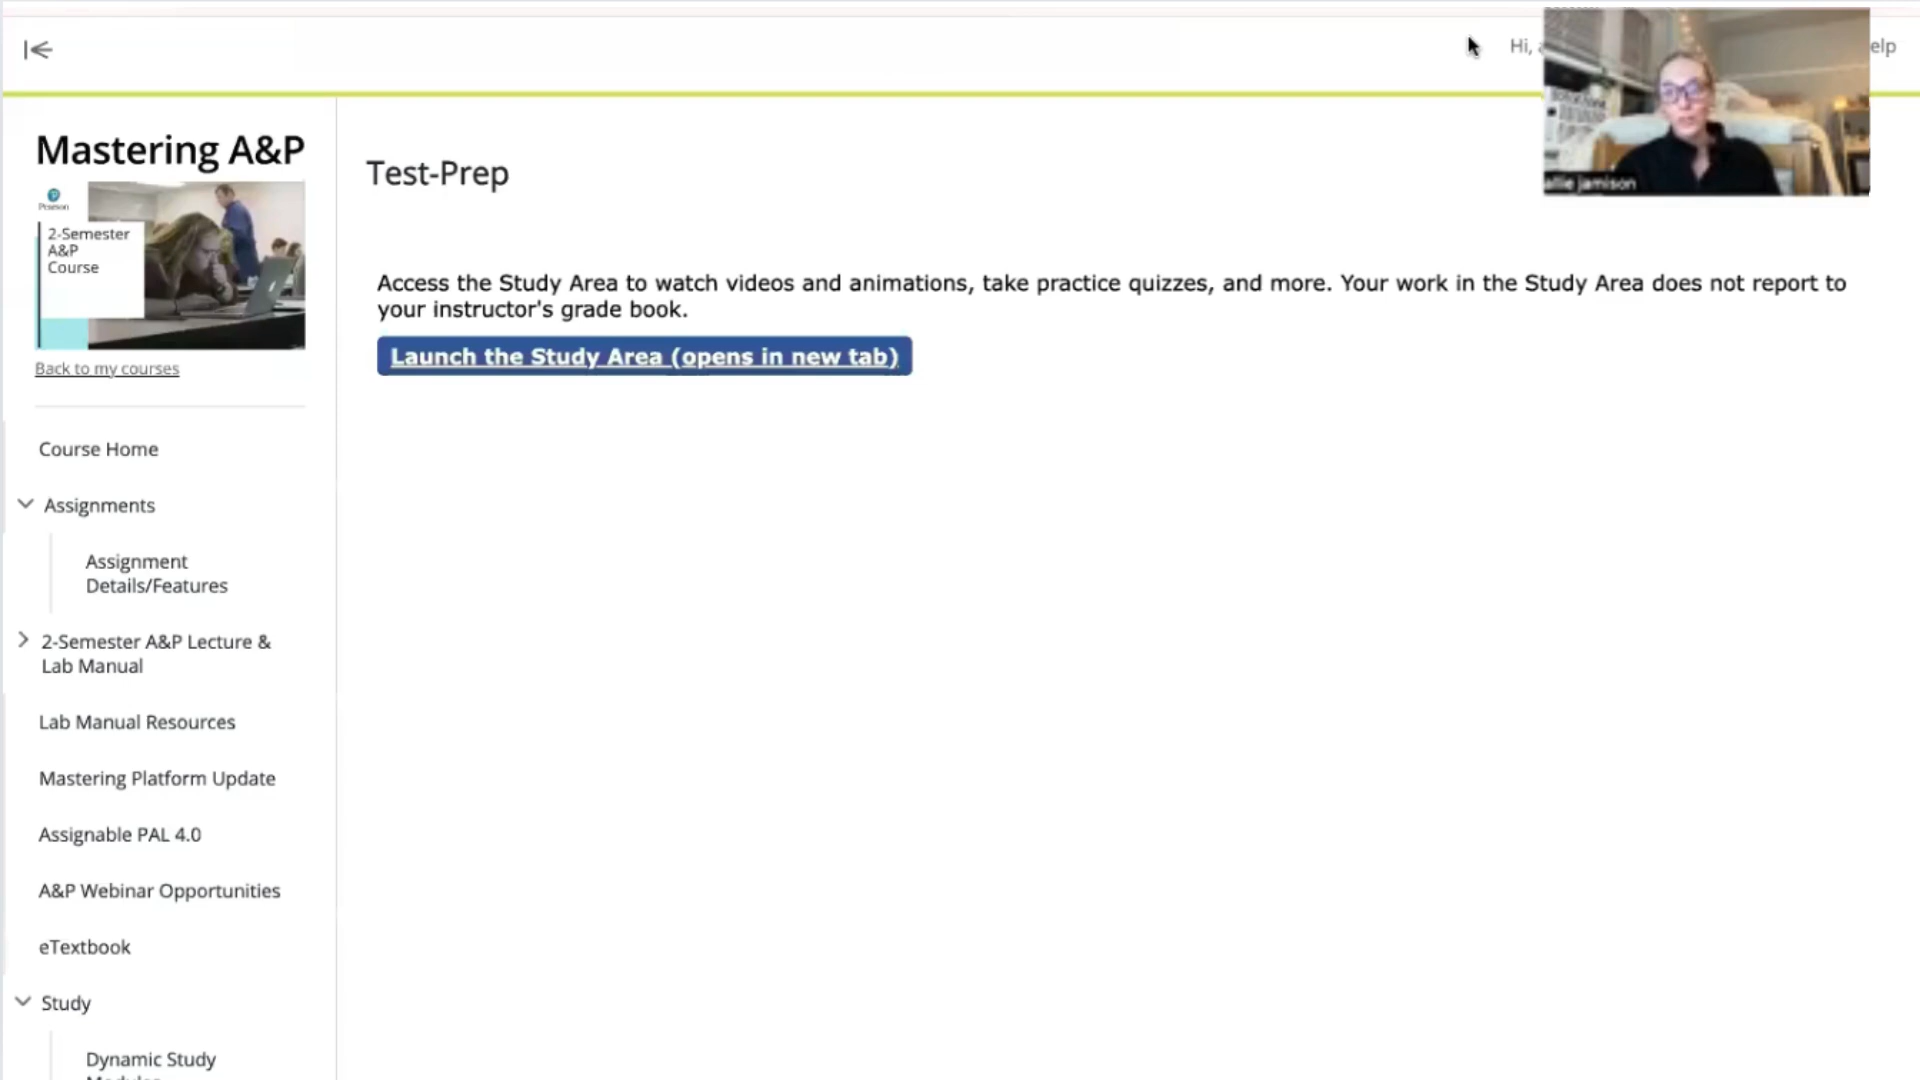 Hi,
elp
allie jamison
Mastering A&P
Pearson
2-Semester
A&P
Course
Back to my courses
Course Home
Assignments
Assignment
Details/Features
2-Semester A&P Lecture &
Lab Manual
Lab Manual Resources
Mastering Platform Update
Assignable PAL 4.0
A&P Webinar Opportunities
eTextbook
Study
Dynamic Study
Test-Prep
Access the Study Area to watch videos and animations, take practice quizzes, and more. Your work in the Study Area does not report to
your instructor's grade book.
Launch the Study Area (opens in new tab)